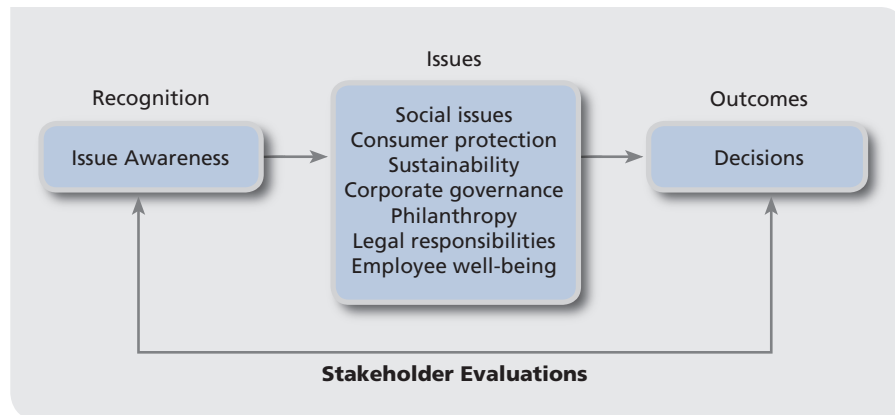 Recognition
Issue Awareness
Issues
Social issues
Consumer protection
Sustainability
Corporate governance
Philanthropy
Legal responsibilities
Employee well-being
Outcomes
Decisions
Stakeholder Evaluations